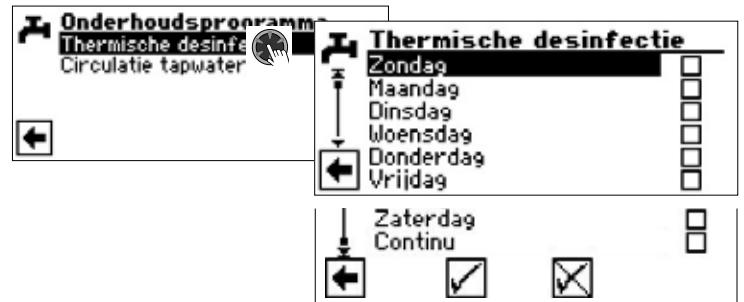 Onderhoudsprogramma
Thermische desinfe
Circulatie tapwater
Thermische desinfectie
Zondag
Maandag
Dinsdag
Woensdag
Donderdag
Vrijdag
Zaterdag
Continu